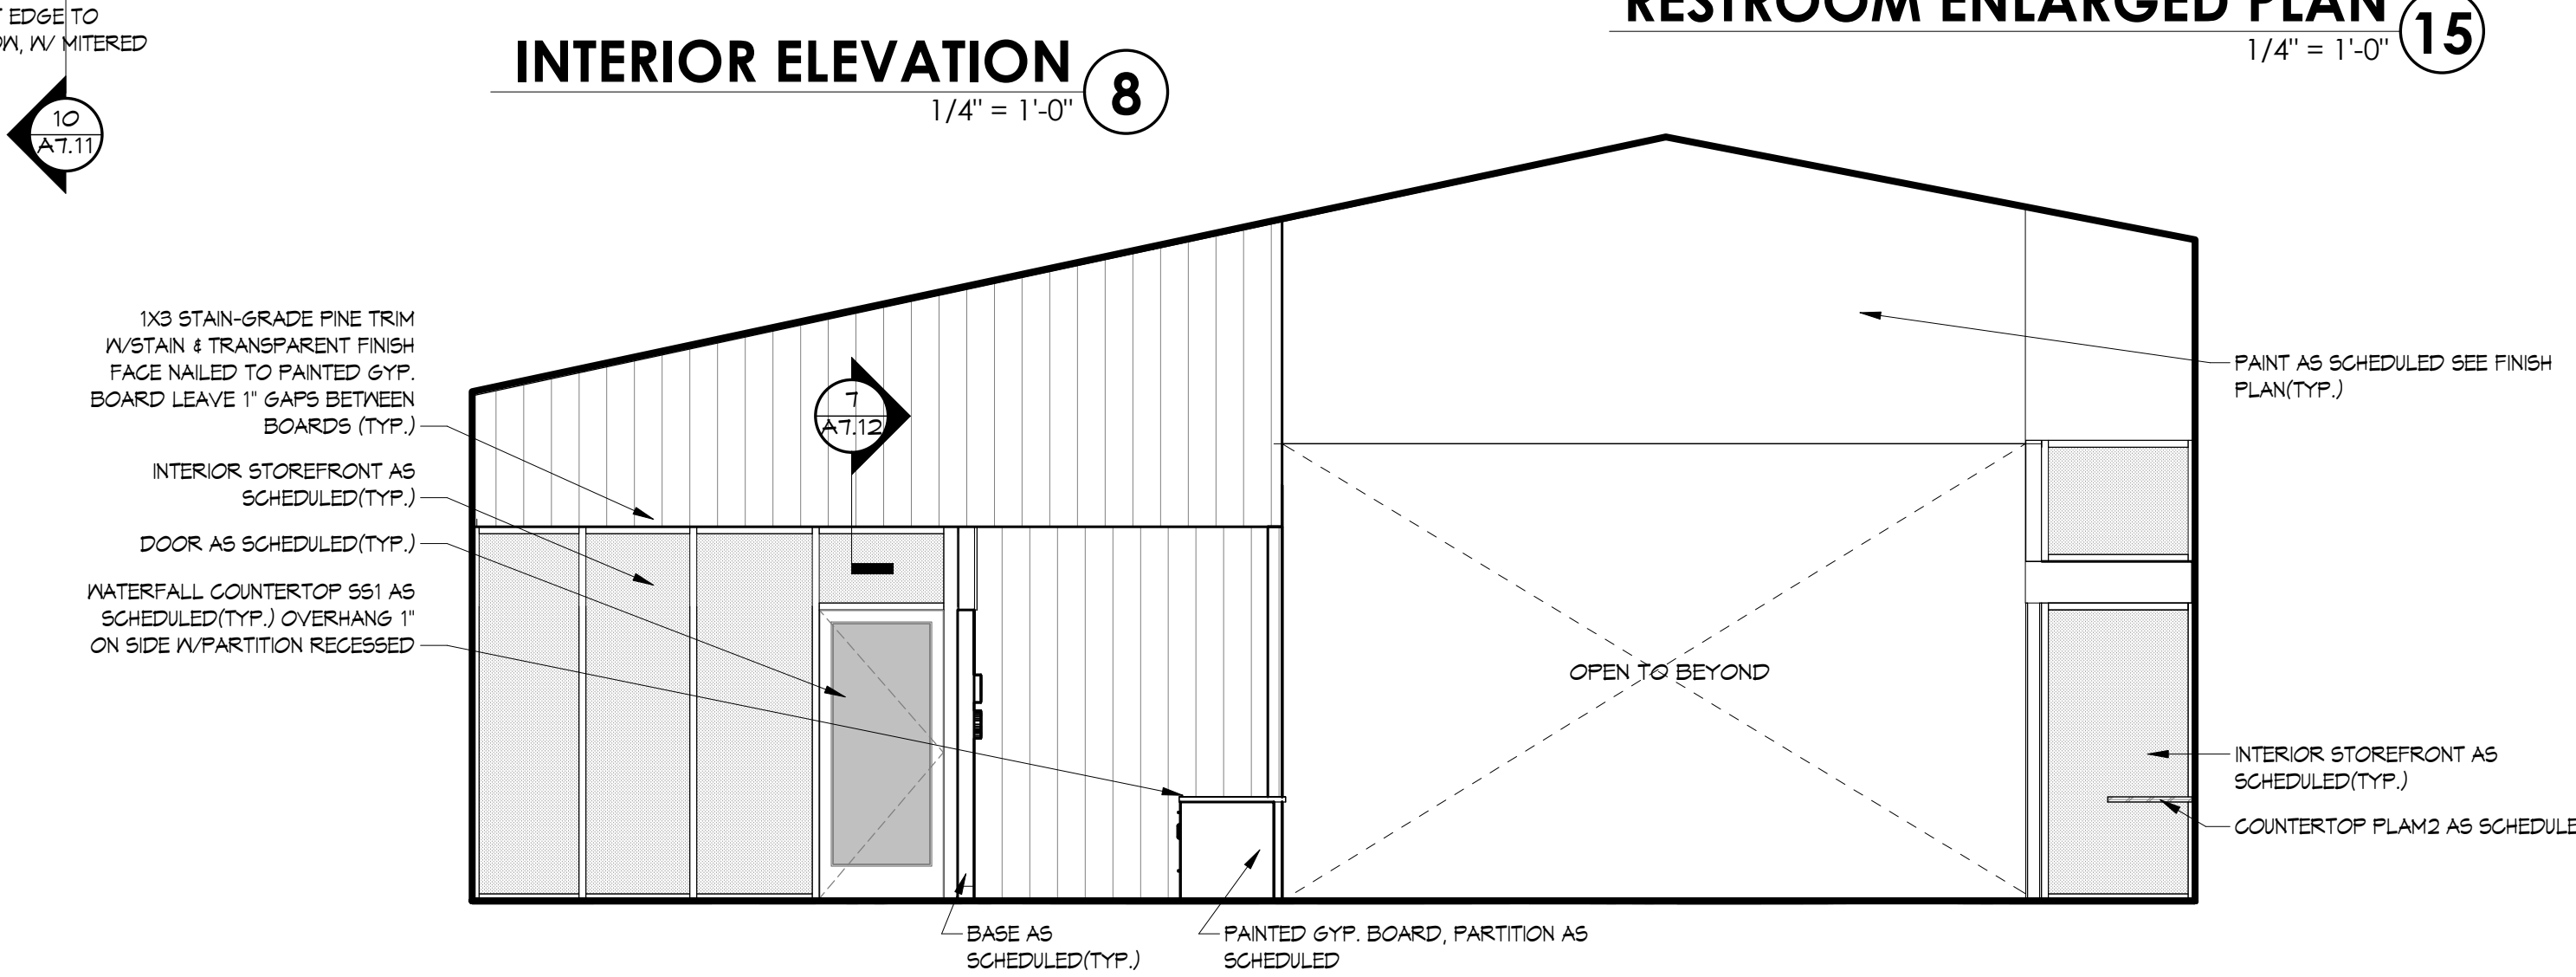 EDGE TO
W/ MITERED
10
A7.11
INTERIOR ELEVATION
1/4" = 1'-0"
8
RESTROOM ENLARGED PLAN
1/4" = 1'-0"
15
1X3 STAIN-GRADE PINE TRIM
W/STAIN & TRANSPARENT FINISH
FACE NAILED TO PAINTED GYP.
BOARD LEAVE 1" GAPS BETWEEN
BOARDS (TYP.)
INTERIOR STOREFRONT AS
SCHEDULED(TYP.)
DOOR AS SCHEDULED(TYP.)
WATERFALL COUNTERTOP SS1 AS
SCHEDULED(TYP.) OVERHANG 1"
ON SIDE W/PARTITION RECESSED
7
A7.12
PAINT AS SCHEDULED SEE FINISH
PLAN(TYP.)
OPEN TO BEYOND
INTERIOR STOREFRONT AS
SCHEDULED(TYP.)
COUNTERTOP PLAM2 AS SCHEDULE
BASE AS
SCHEDULED(TYP.)
PAINTED GYP. BOARD, PARTITION AS
SCHEDULED